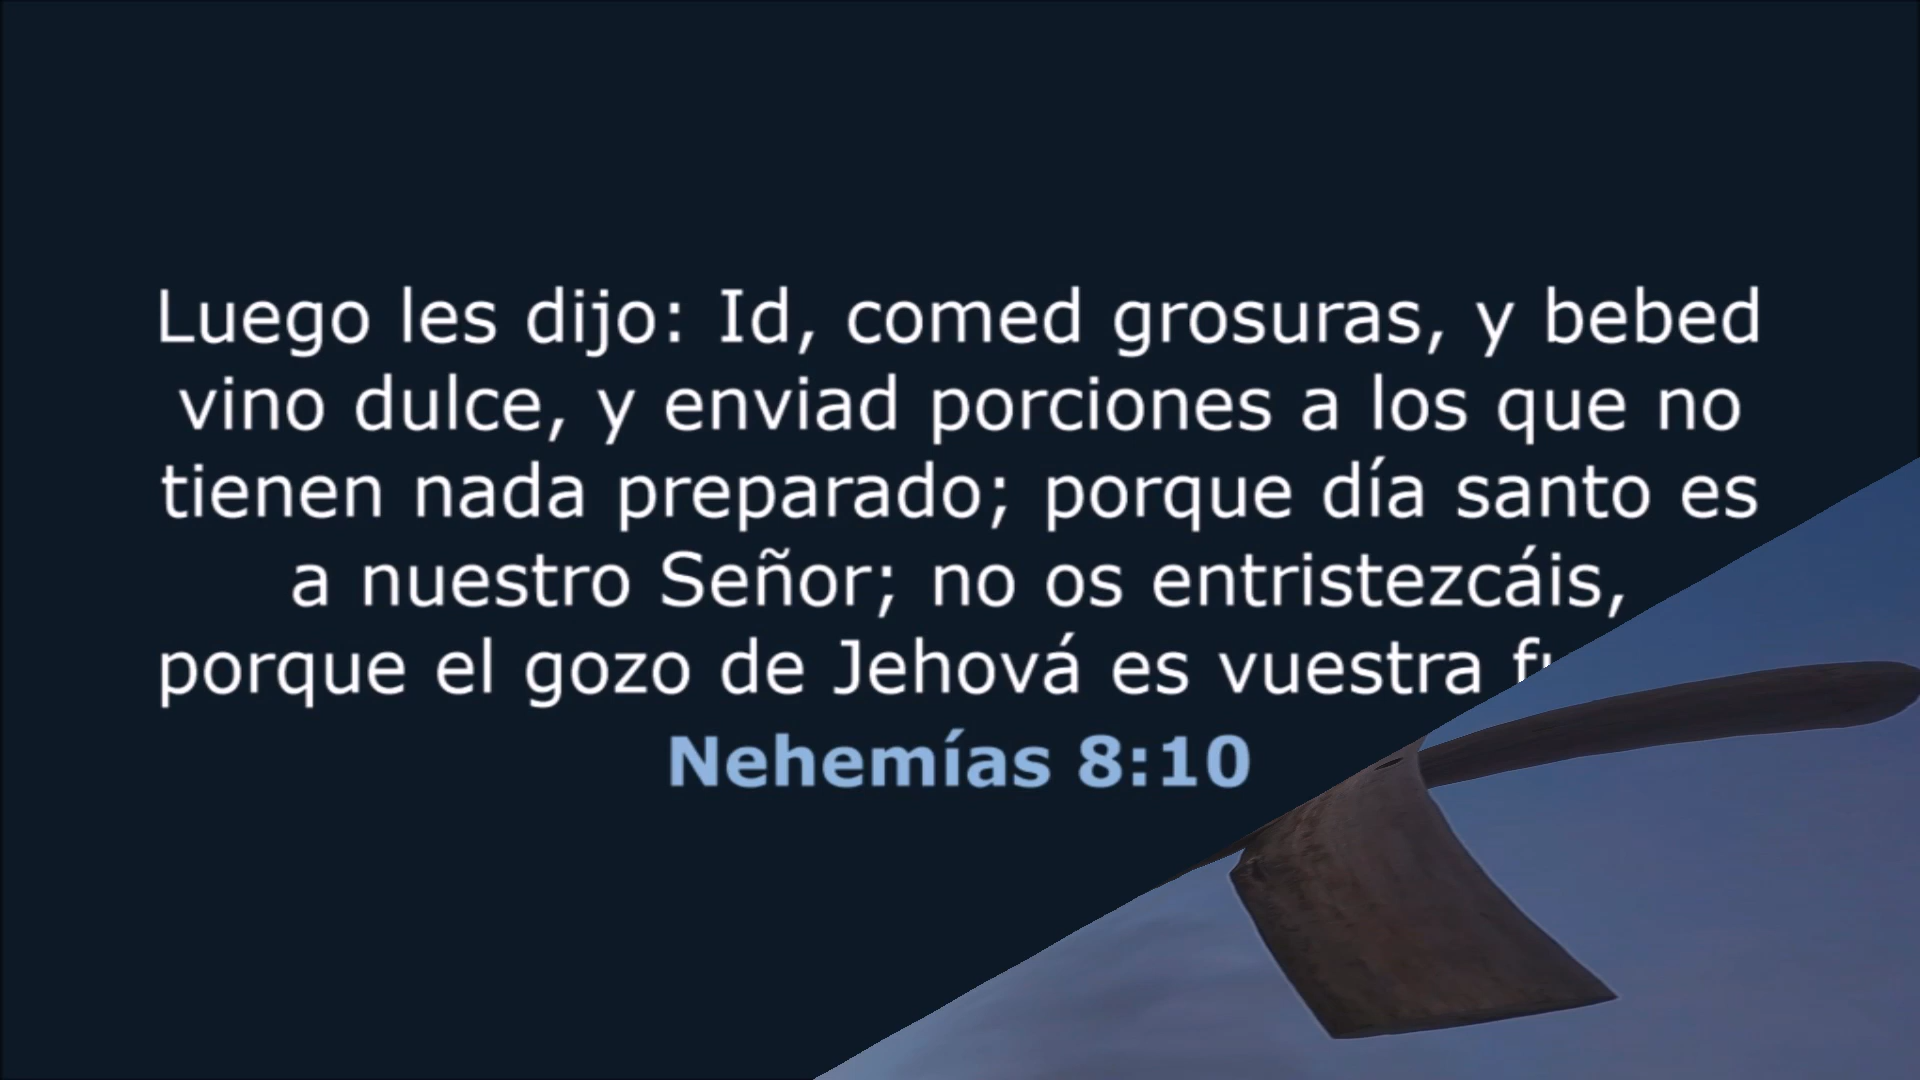 Luego les dijo: Id, comed grosuras, y bebed
vino dulce, y enviad porciones a los que no
tienen nada preparado; porque día santo es
a nuestro Señor; no os entristezcáis,
porque el gozo de Jehová es vuestra
Nehemías 8:10